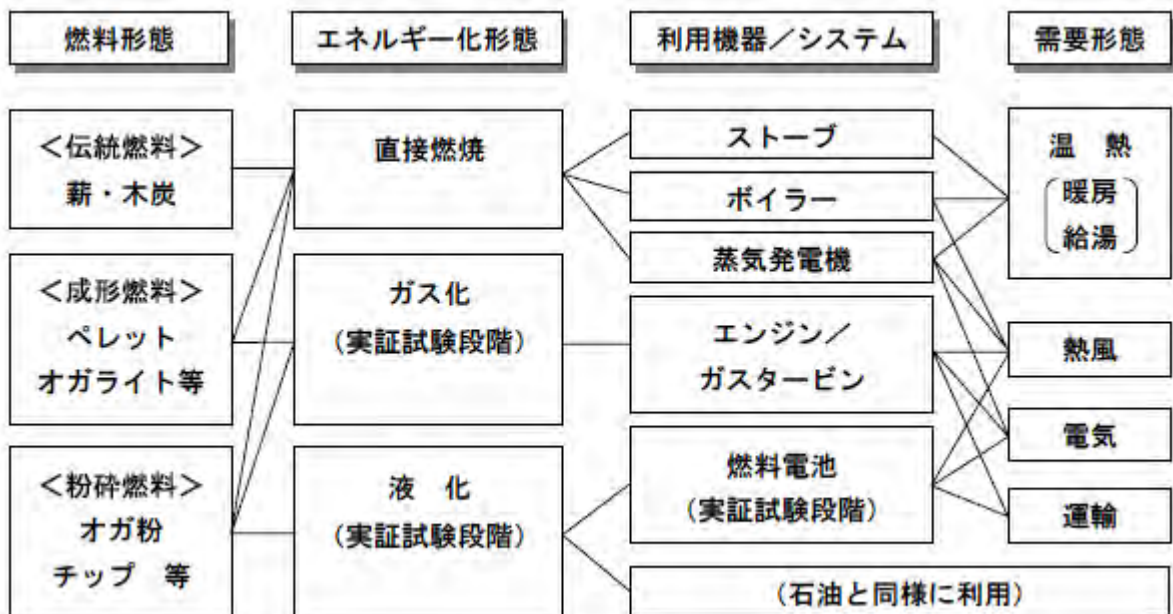 燃料形態
エネルギー化形態
利用機器／システム
需要形態
＜伝統燃料＞
薪・木炭
＜成形燃料＞
ペレット
オガライト等
＜粉砕燃料＞
オガ粉
チップ　等
直接燃焼
ガス化
（実証試験段階）
液　化
（実証試験段階）
ストーブ
ボイラー
蒸気発電機
エンジン／
ガスタービン
燃料電池
（実証試験段階）
（石油と同様に利用）
温　熱
暖房
給湯
熱風
電気
運輸